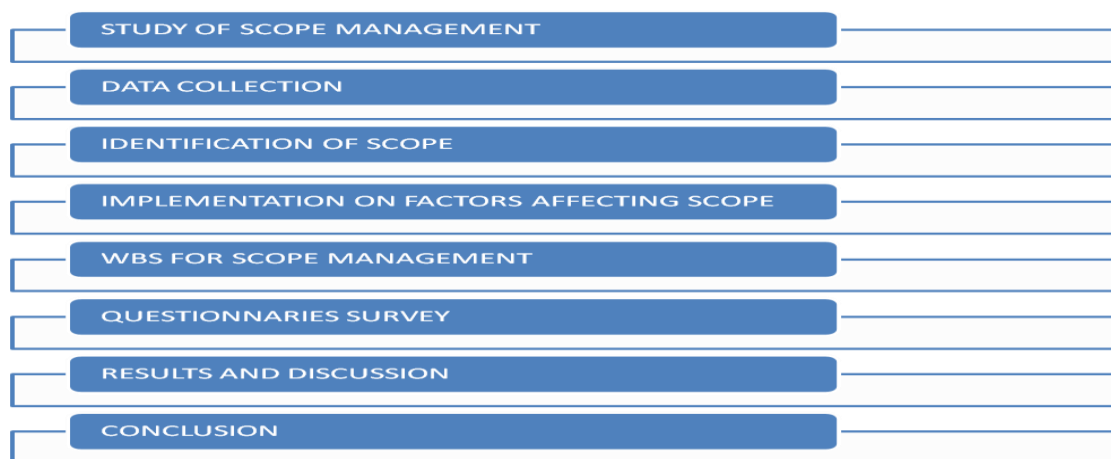 STUDY OF SCOPE MANAGEMENT
DATA COLLECTION
IDENTIFICATION OF SCOPE
IMPLEMENTATION ON FACTORS AFFECTING SCOPE
WBS FOR SCOPE MANAGEMENT
QUESTIONNARIES SURVEY
RESULTS AND DISCUSSION
CONCLUSION